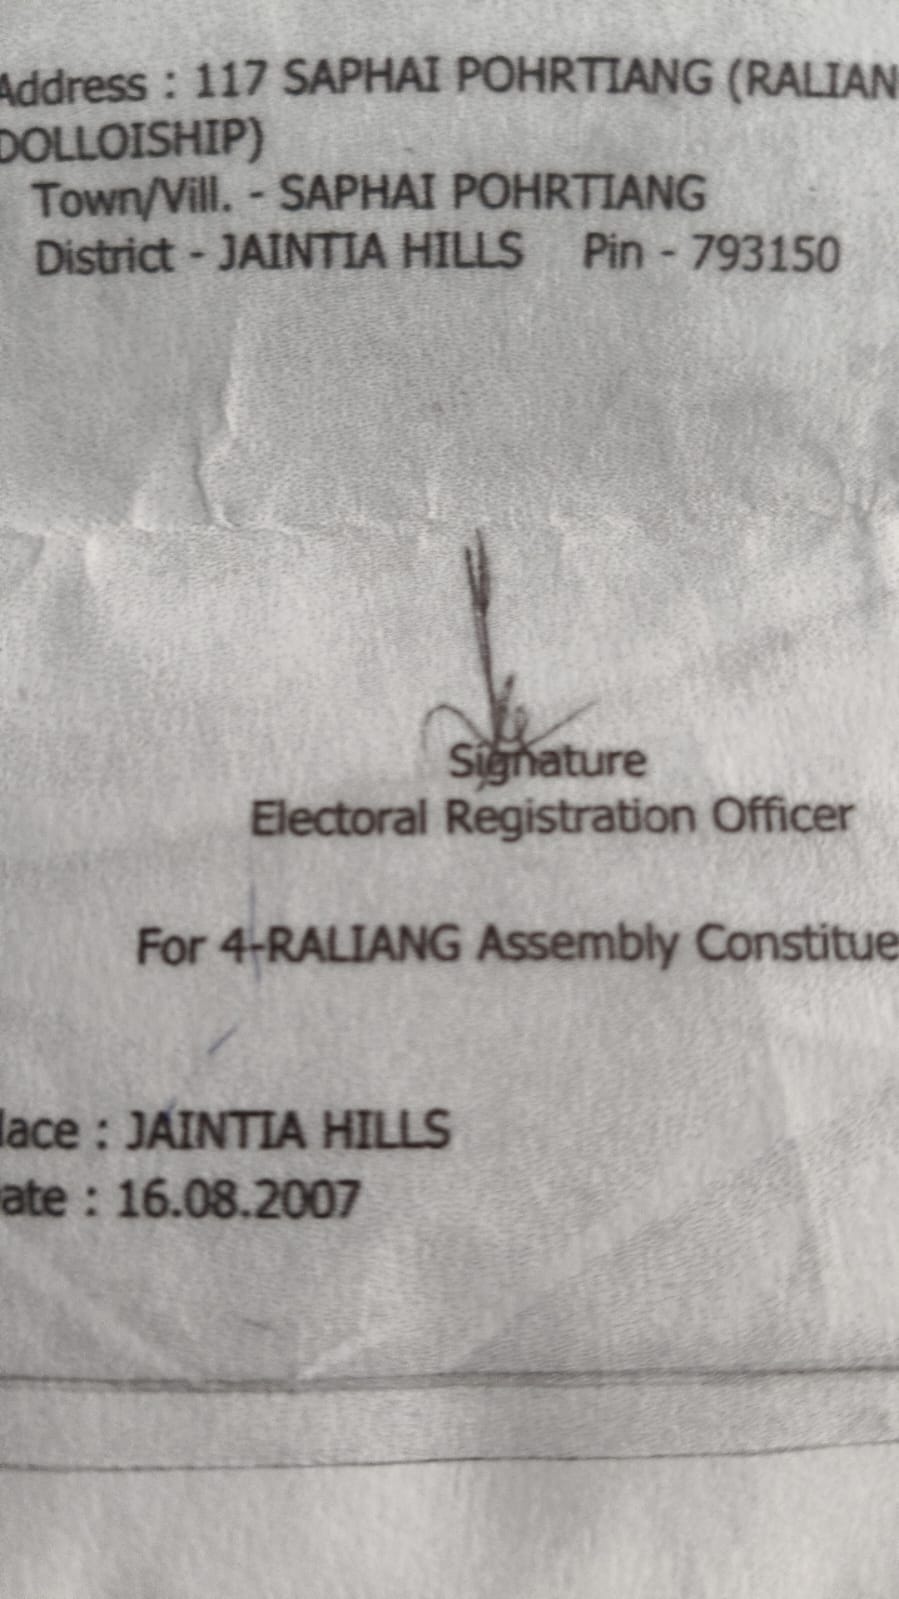 Address : 117 SAPHAI POHRTIANG (RALIAN
DOLLOISHIP)
Town/Vill. - SAPHAI POHRTIANG
District - JAINTIA HILLS Pin - 793150
Signature
Electoral Registration Officer
For 4-RALIANG Assembly Constitue
lace : JAINTIA HILLS
ate : 16.08.2007